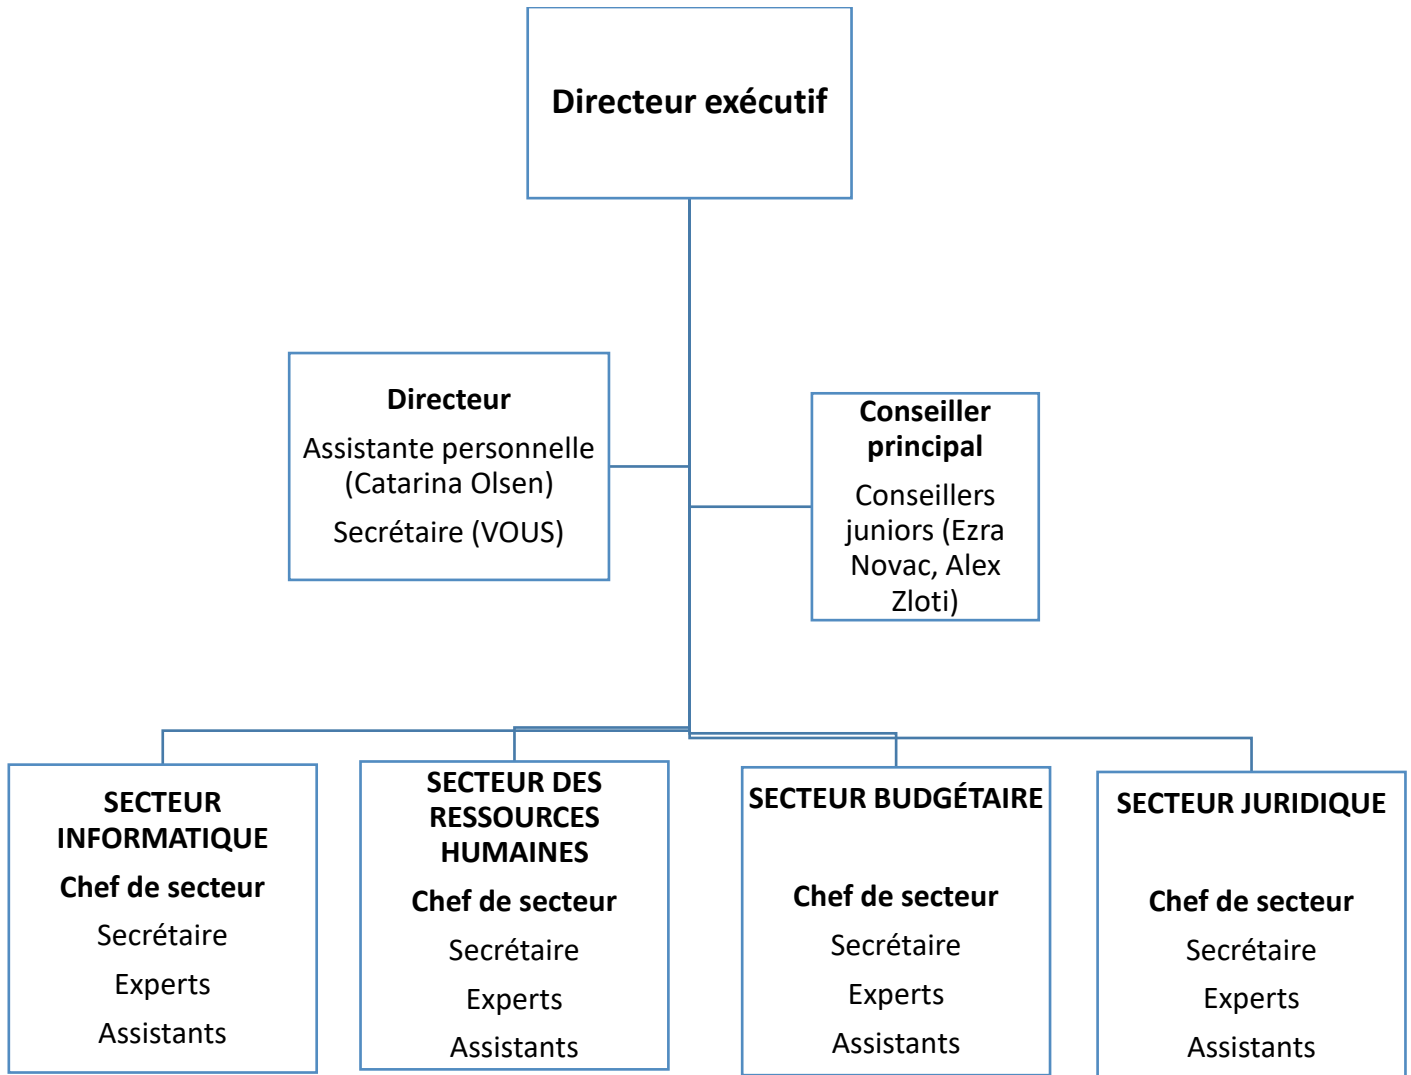 Directeur exécutif
Directeur
Assistante personnelle
(Catarina Olsen)
Secrétaire (VOUS)
Conseiller
principal
Conseillers
juniors (Ezra
Novac, Alex
Zloti)
SECTEUR
INFORMATIQUE
Chef de secteur
Secrétaire
Experts
Assistants
SECTEUR DES
RESSOURCES
HUMAINES
Chef de secteur
Secrétaire
Experts
Assistants
SECTEUR BUDGÉTAIRE
Chef de secteur
Secrétaire
Experts
Assistants
SECTEUR JURIDIQUE
Chef de secteur
Secrétaire
Experts
Assistants